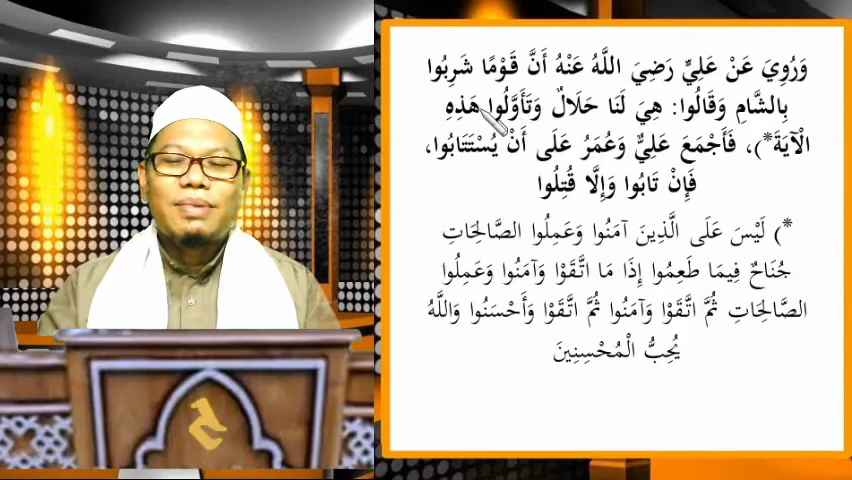 وَرُوِيَ عَنْ عَلِيٍّ رَضِيَ اللَّهُ عَنْهُ أَنَّ قَوْمًا شَرِبُوا
بِالشَّامِ وَقَالُوا: هِيَ لَنَا حَلَالٌ وَتَأَوَّلُوا هَذِهِ
الْآيَةَ*)، فَأَجْمَعَ عَلِيٌّ وَعُمَرُ عَلَى أَنْ يُسْتَتَابُوا،
فَإِنْ تَابُوا وَإِلَّا قُتِلُوا
*) لَيْسَ عَلَى الَّذِينَ آمَنُوا وَعَمِلُوا الصَّالِحَاتِ
جُنَاحٌ فِيمَا طَعِمُوا إِذَا مَا اتَّقَوْا وَآمَنُوا وَعَمِلُوا
الصَّالِحَاتِ ثُمَّ اتَّقَوْا وَآمَنُوا ثُمَّ اتَّقَوْا وَأَحْسَنُوا وَاللَّهُ
يُحِبُّ الْمُحْسِنِينَ